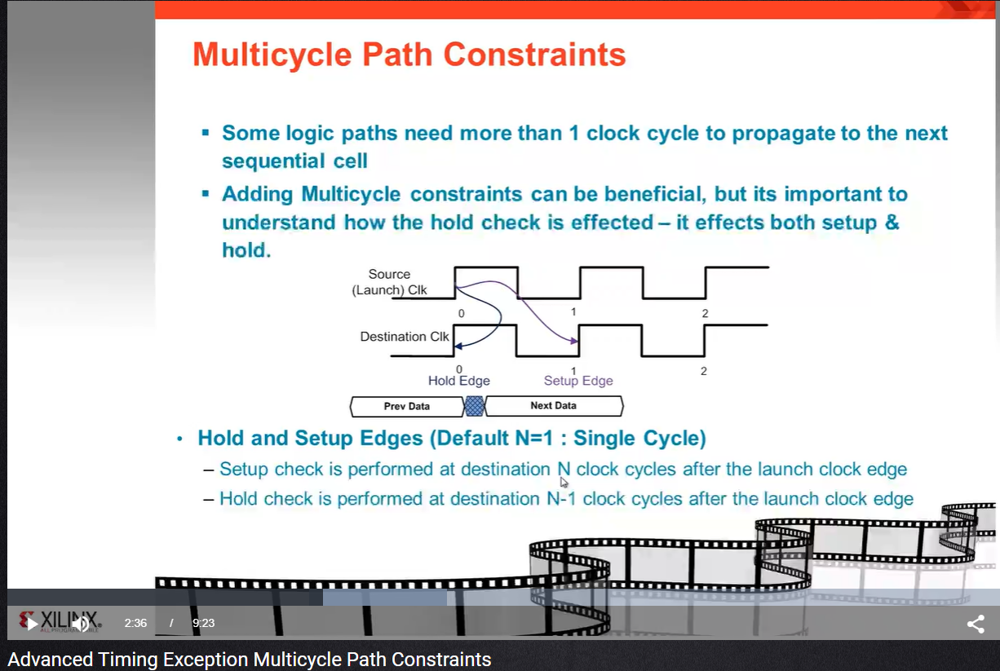 Multicycle Path Constraints
Some logic paths need more than 1 clock cycle to propagate to the next
sequential cell
Adding Multicycle constraints can be beneficial, but its important to
understand how the hold check is effected – it effects both setup &
hold.
Source
(Launch) Clk
0 1 2
Destination Clk
0 1 2
Hold Edge Setup Edge
Prev Data Next Data
• Hold and Setup Edges (Default N=1 : Single Cycle)
– Setup check is performed at destination N clock cycles after the launch clock edge
– Hold check is performed at destination N-1 clock cycles after the launch clock edge
XILINX
ALL PROGRAMMABLE
2:36 / 9:23
Advanced Timing Exception Multicycle Path Constraints